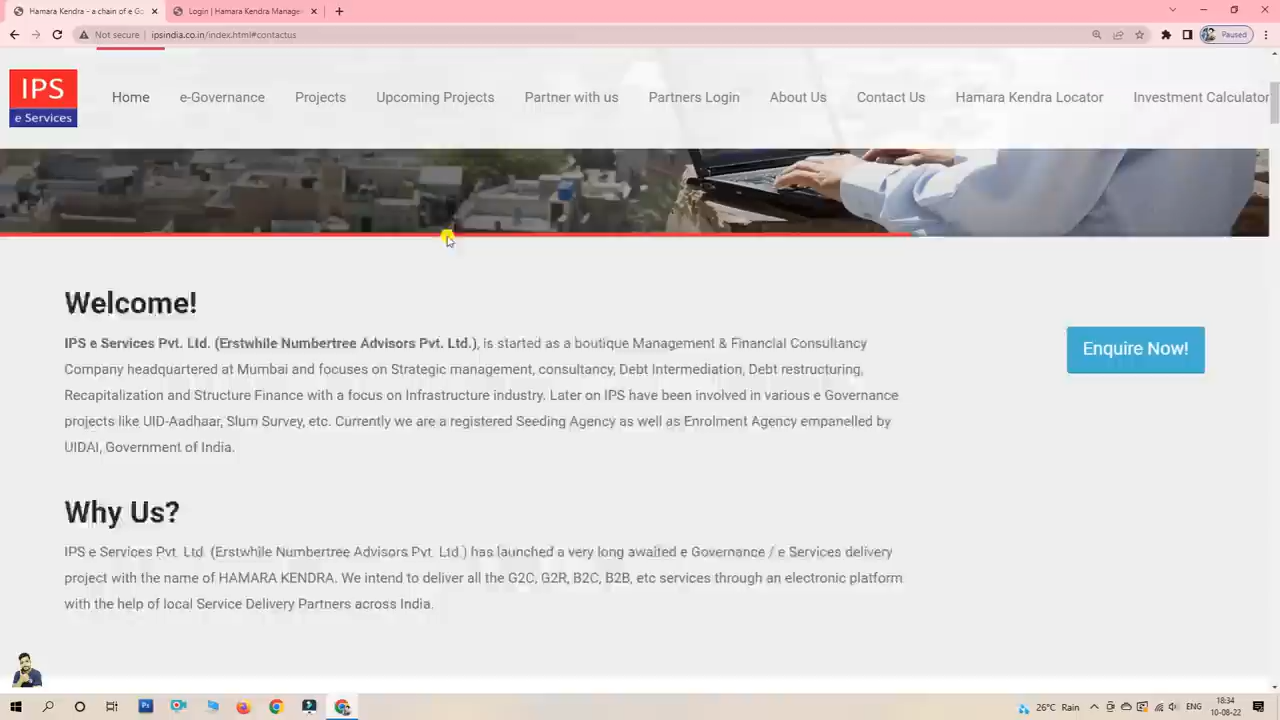 Hamara Kendra - a chain of e Go
Login | Hamara Kendra Manage
Not secure | ipsindia.co.in/index.html#contactus
Paused
IPS
e Services
Home
e-Governance
Projects
Upcoming Projects
Partner with us
Partners Login
About Us
Contact Us
Hamara Kendra Locator
Investment Calculator
Welcome!
IPS e Services Pvt. Ltd. (Erstwhile Numbertree Advisors Pvt. Ltd.), is started as a boutique Management & Financial Consultancy
Company headquartered at Mumbai and focuses on Strategic management, consultancy, Debt Intermediation, Debt restructuring,
Recapitalization and Structure Finance with a focus on Infrastructure industry. Later on IPS have been involved in various e Governance
projects like UID-Aadhaar, Slum Survey, etc. Currently we are a registered Seeding Agency as well as Enrolment Agency empanelled by
UIDAI, Government of India.
Enquire Now!
Why Us?
IPS e Services Pvt. Ltd. (Erstwhile Numbertree Advisors Pvt. Ltd.) has launched a very long awaited e Governance / e Services delivery
project with the name of HAMARA KENDRA. We intend to deliver all the G2C, G2R, B2C, B2B, etc services through an electronic platform
with the help of local Service Delivery Partners across India.
26°C Rain
ENG
18:34
10-08-22